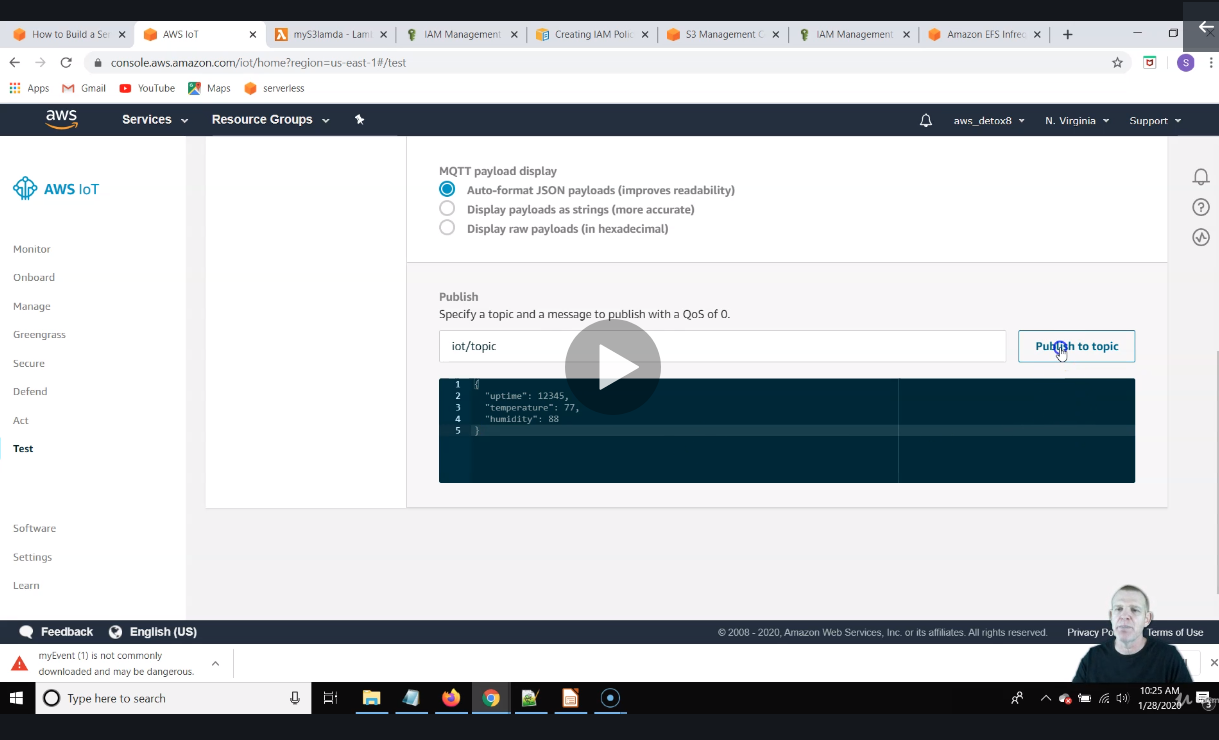 How to Build a Ser
AWS IoT
myS3lamda - Lam
IAM Management
Creating IAM Polic
S3 Management C
IAM Management
Amazon EFS Infreq
console.aws.amazon.com/iot/home?region=us-east-1#/test
S
Apps
Gmail
YouTube
Maps
serverless
aws
Services
Resource Groups
aws_detox8
N. Virginia
Support
AWS IoT
Monitor
Onboard
Manage
Greengrass
Secure
Defend
Act
Test
Software
Settings
Learn
MQTT payload display
Auto-format JSON payloads (improves readability)
Display payloads as strings (more accurate)
Display raw payloads (in hexadecimal)
Publish
Specify a topic and a message to publish with a QoS of 0.
iot/topic
Publish to topic
1 {
2 "uptime": 12345,
3 "temperature": 77,
4 "humidity": 88
5 }
Feedback
English (US)
© 2008 - 2020, Amazon Web Services, Inc. or its affiliates. All rights reserved.
Privacy Po
Terms of Use
myEvent (1) is not commonly
downloaded and may be dangerous.
Type here to search
10:25 AM
1/28/2020
3